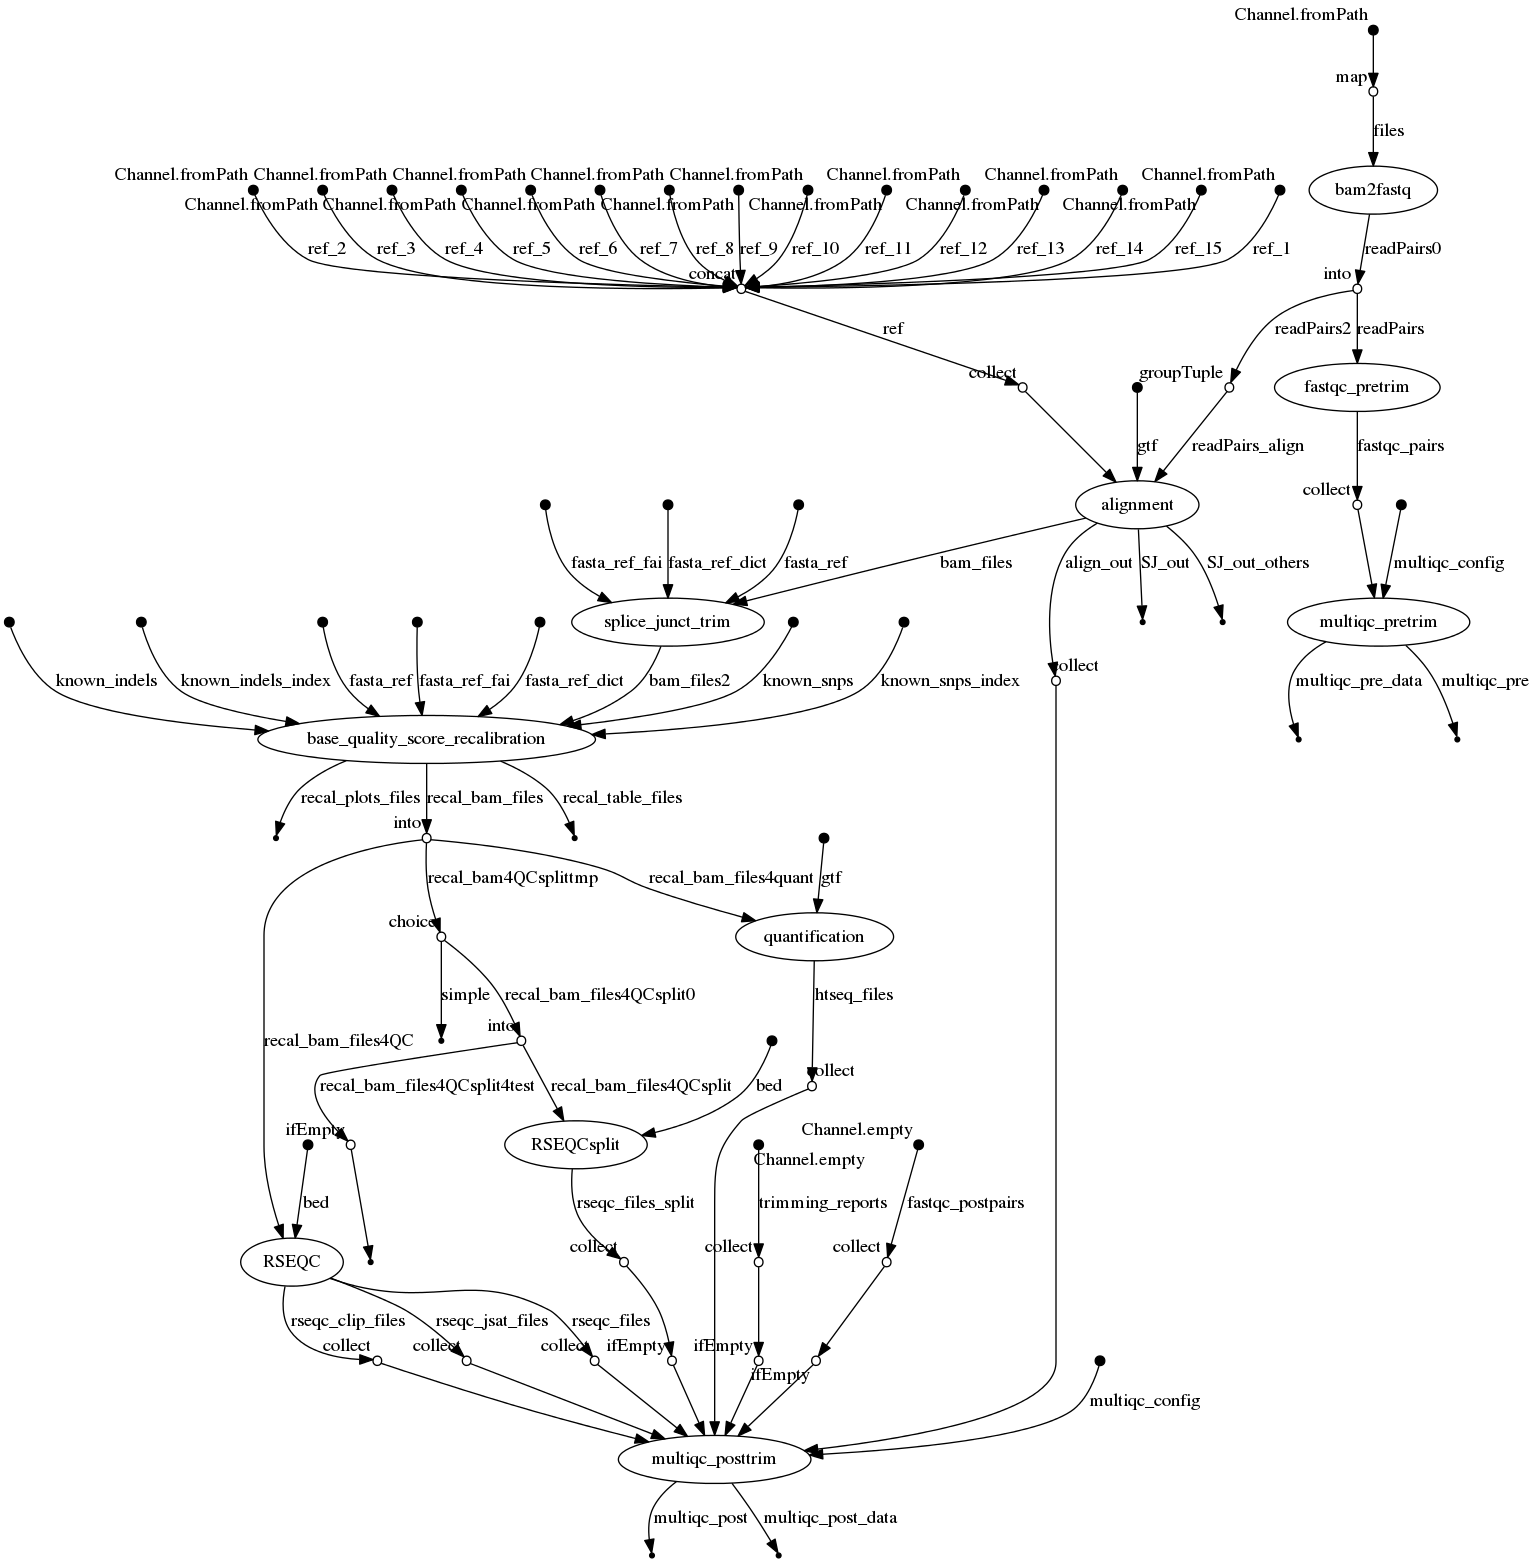 Channel.fromPath
map
files
Channel.fromPath Channel.fromPath Channel.fromPath Channel.fromPath Channel.fromPath Channel.fromPath Channel.fromPath Channel.fromPath
bam2fastq
Channel.fromPath Channel.fromPath Channel.fromPath Channel.fromPath Channel.fromPath Channel.fromPath Channel.fromPath
ref_2 ref_3 ref_4 ref_5 ref_6 ref_7 ref_8 ref_9 ref_10 ref_11 ref_12 ref_13 ref_14 ref_15 ref_1 readPairs0
concat into
ref readPairs2 readPairs
collect groupTuple
fastqc_pretrim
gtf readPairs_align fastqc_pairs
collect
alignment
fasta_ref_fai fasta_ref_dict fasta_ref bam_files align_out SJ_out SJ_out_others multiqc_config
splice_junct_trim multiqc_pretrim
collect
known_indels known_indels_index fasta_ref fasta_ref_fai fasta_ref_dict bam_files2 known_snps known_snps_index multiqc_pre_data multiqc_pre
base_quality_score_recalibration
recal_plots_files recal_bam_files recal_table_files
into
recal_bam4QCsplittmp recal_bam_files4quant gtf
choice
quantification
simple recal_bam_files4QCsplit0 htseq_files
into
recal_bam_files4QC
collect
recal_bam_files4QCsplit4test recal_bam_files4QCsplit bed
ifEmpty Channel.empty
RSEQCsplit
Channel.empty
bed rseqc_files_split trimming_reports fastqc_postpairs
collect collect collect
RSEQC
rseqc_clip_files rseqc_jsat_files rseqc_files
collect collect collect ifEmpty ifEmpty
ifEmpty
multiqc_config
multiqc_posttrim
multiqc_post multiqc_post_data